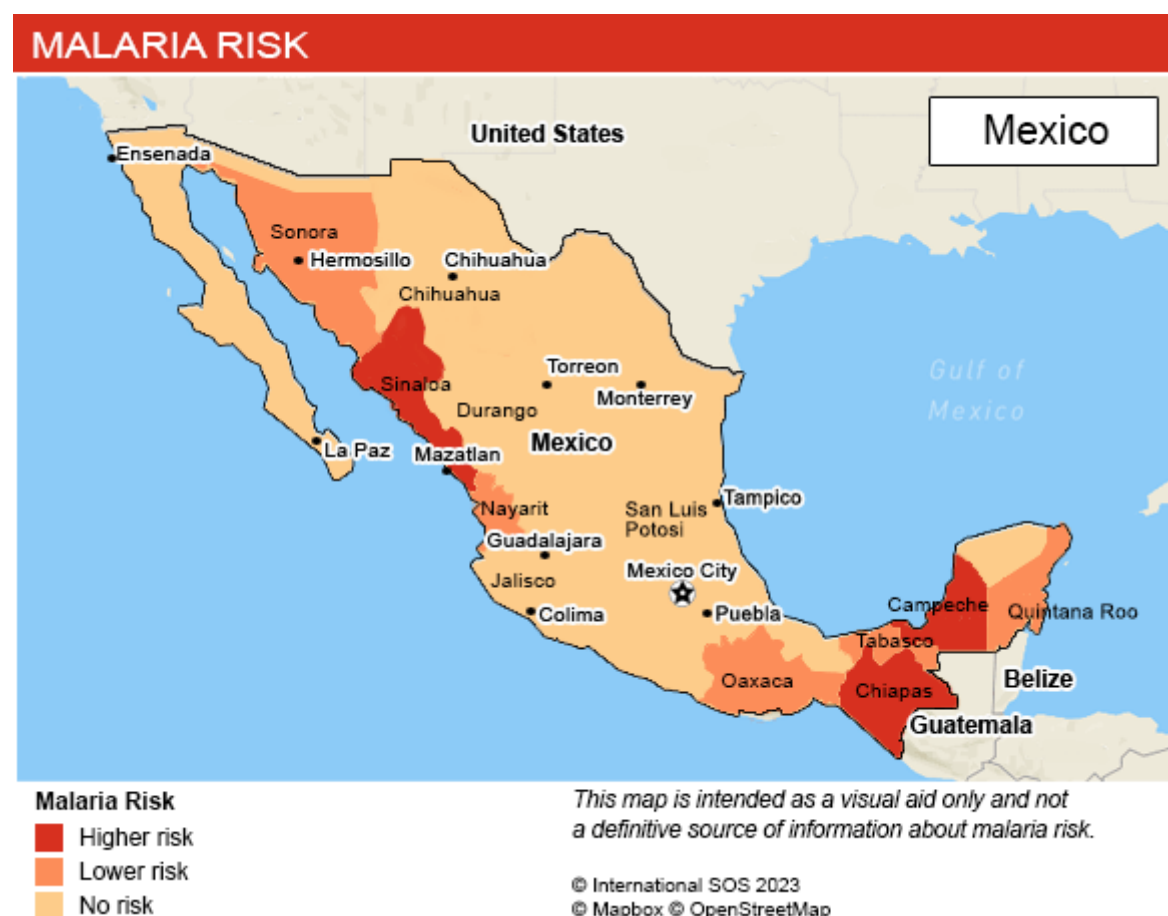 MALARIA RISK
Mexico
United States
Ensenada
Sonora
Hermosillo
Chihuahua
Chihuahua
Sinaloa
Torreon
Monterrey
Durango
Gulf of
Mexico
La Paz
Mazatlan
Mexico
Nayarit
San Luis
Potosi
Tampico
Guadalajara
Jalisco
Mexico City
Colima
Puebla
Campeche
Quintana Roo
Tabasco
Oaxaca
Chiapas
Belize
Guatemala
Malaria Risk
Higher risk
Lower risk
No risk
This map is intended as a visual aid only and not
a definitive source of information about malaria risk.
© International SOS 2023
© Mapbox © OpenStreetMap